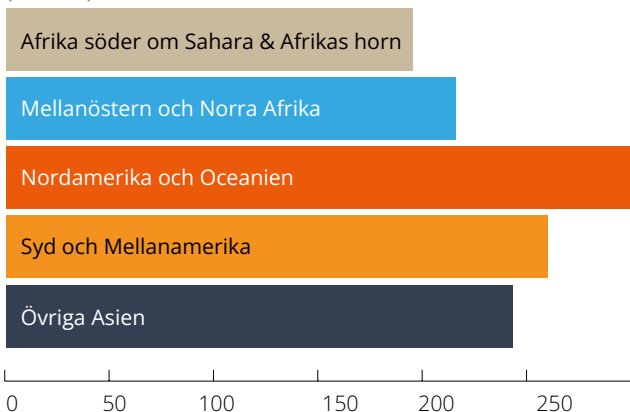 Afrika söder om Sahara & Afrikas horn
Mellanöstern och Norra Afrika
Nordamerika och Oceanien
Syd och Mellanamerika
Övriga Asien
0 50 100 150 200 250